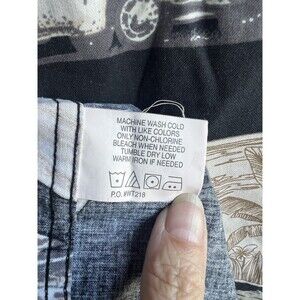 MACHINE WASH COLD
WITH LIKE COLORS
ONLY NON-CHLORINE
BLEACH WHEN NEEDED
TUMBLE DRY LOW
WARM IRON IF NEEDED
P.O. #WT218